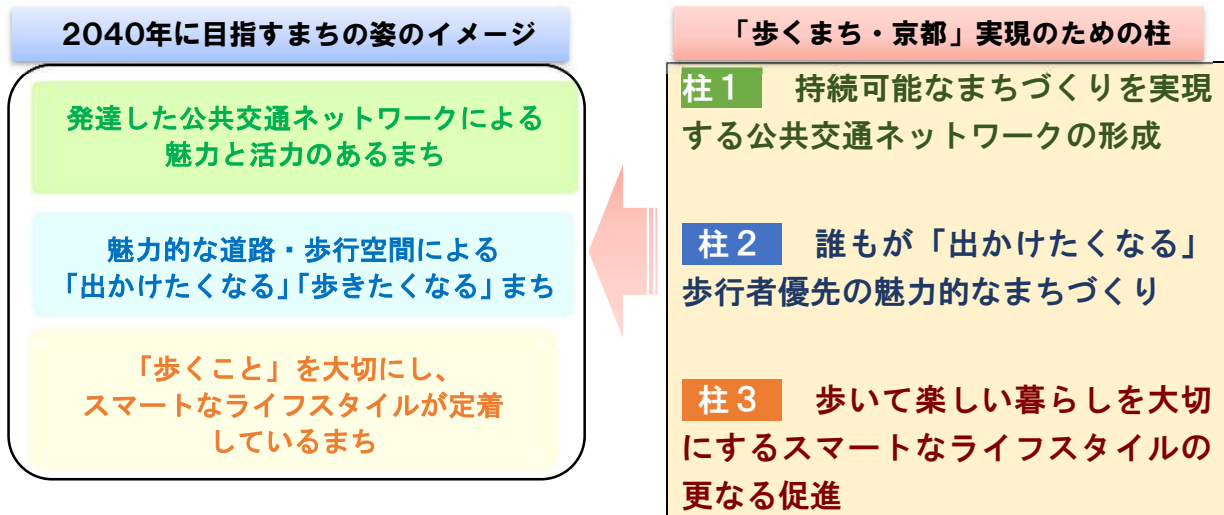 2040年に目指すまちの姿のイメージ
発達した公共交通ネットワークによる
魅力と活力のあるまち
魅力的な道路・歩行空間による
「出かけたくなる」「歩きたくなる」まち
「歩くこと」を大切にし、
スマートなライフスタイルが定着
しているまち
「歩くまち・京都」実現のための柱
柱1 持続可能なまちづくりを実現
する公共交通ネットワークの形成
柱2 誰もが「出かけたくなる」
歩行者優先の魅力的なまちづくり
柱3 歩いて楽しい暮らしを大切
にするスマートなライフスタイルの
更なる促進